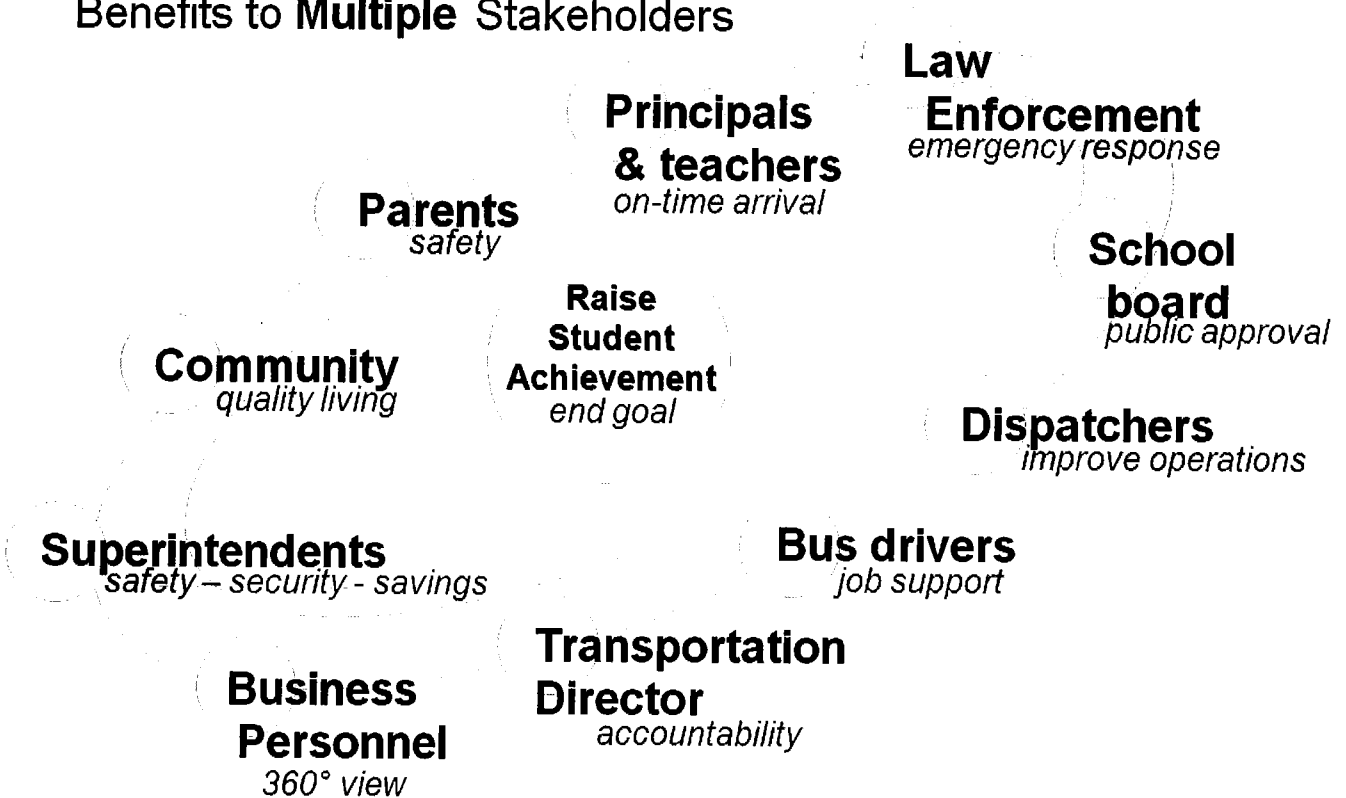 Benefits to Multiple Stakeholders
Law
Enforcement
emergency response
Principals
& teachers
on-time arrival
Parents
safety
School
board
public approval
Raise
Student
Achievement
end goal
Community
quality living
Dispatchers
improve operations
Superintendents
safety – security - savings
Bus drivers
job support
Transportation
Director
accountability
Business
Personnel
360° view